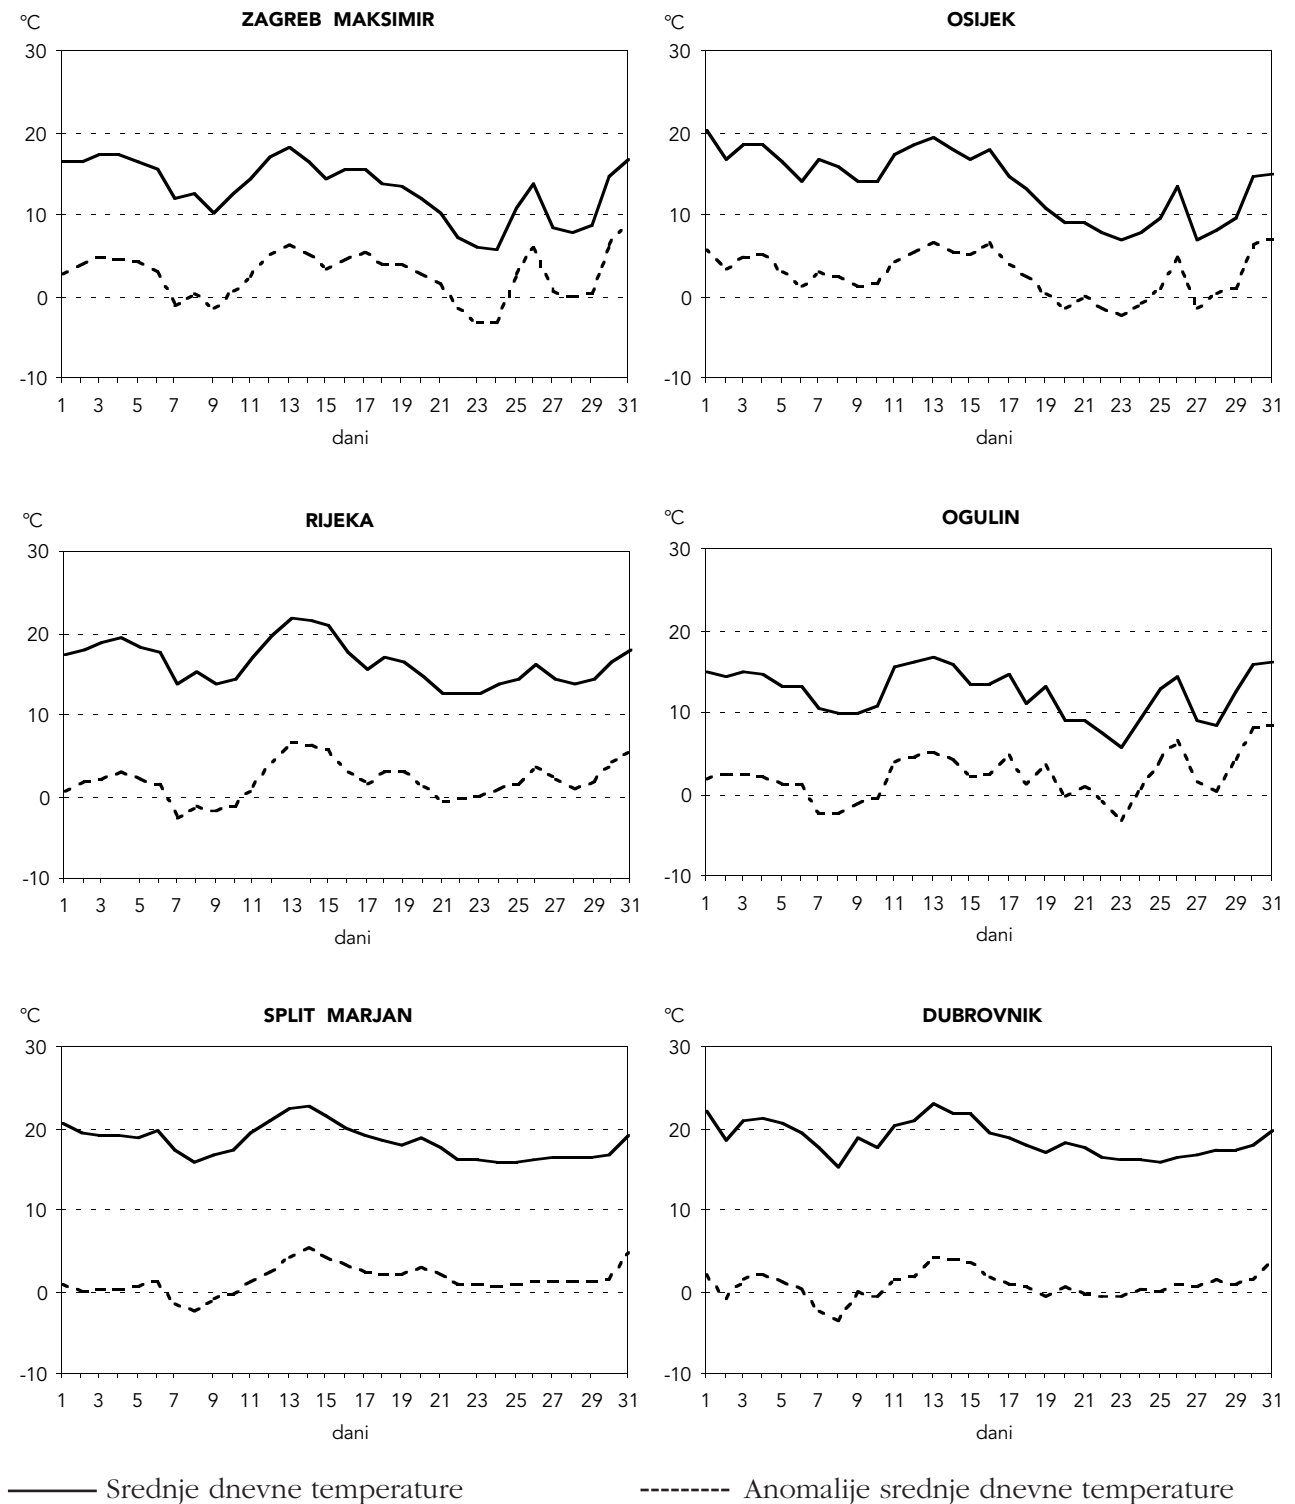 °C ZAGREB MAKSIMIR
30
20
10
0
-10
1 3 5 7 9 11 13 15 17 19 21 23 25 27 29 31
dani
°C OSIJEK
30
20
10
0
-10
1 3 5 7 9 11 13 15 17 19 21 23 25 27 29 31
dani
°C RIJEKA
30
20
10
0
-10
1 3 5 7 9 11 13 15 17 19 21 23 25 27 29 31
dani
°C OGULIN
30
20
10
0
-10
1 3 5 7 9 11 13 15 17 19 21 23 25 27 29 31
dani
°C SPLIT MARJAN
30
20
10
0
-10
1 3 5 7 9 11 13 15 17 19 21 23 25 27 29 31
dani
°C DUBROVNIK
30
20
10
0
-10
1 3 5 7 9 11 13 15 17 19 21 23 25 27 29 31
dani
Srednje dnevne temperature
Anomalije srednje dnevne temperature